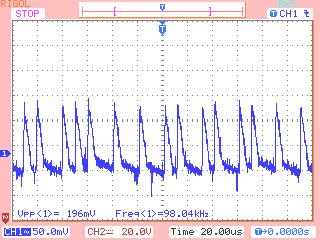 RIGOL
STOP
T
CH1
T
1
2
Vpp(1)= 196mV Freq(1)=98.04kHz
CH1 50.0mV CH2 20.0V Time 20.00us T 0.0000s